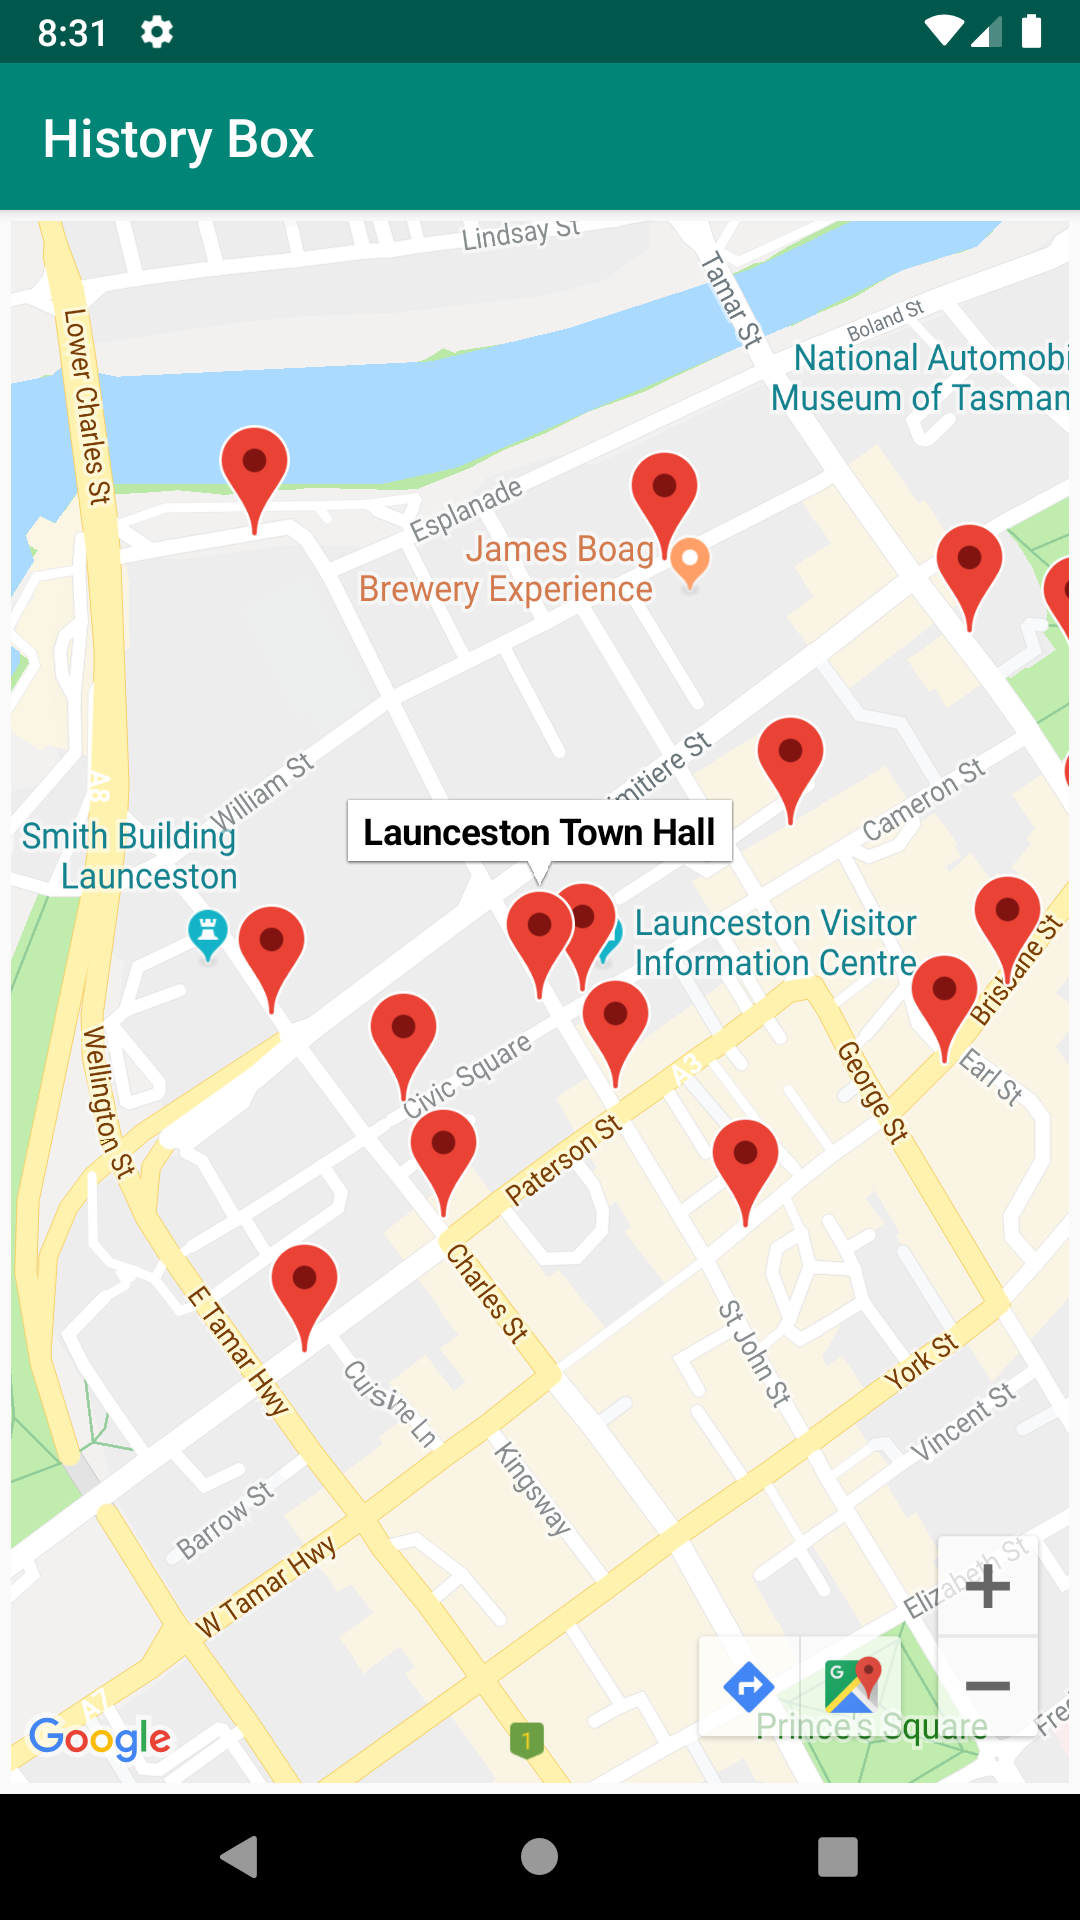 8:31
History Box
Lindsay St
Tamar St
Boland St
Lower Charles St
National Automobi
Museum of Tasman
Esplanade
James Boag
Brewery Experience
William St
A8
imitiere St
Cameron St
Smith Building
Launceston
Launceston Town Hall
Launceston Visitor
Information Centre
Brisbane St
Wellington St
Civic Square
A3
George St
Earl St
Paterson St
Charles St
E Tamar Hwy
St John St
York St
Cuisine Ln
Vincent St
Kingsway
Barrow St
W Tamar Hwy
Elizabeth St
A7
G
Prince's Square
Fre
Google
1